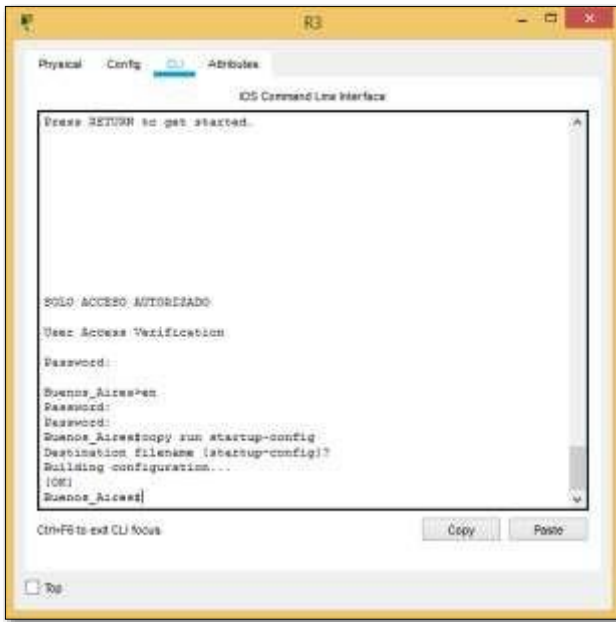 R3
Physical Config CLI Attributes
IOS Command Line Interface
Press RETURN to get started.
SOLO ACCESO AUTORIZADO
User Access Verification
Password:
Buenos_Aires>en
Password:
Password:
Buenos_Aires#copy run startup-config
Destination filename [startup-config]?
Building configuration...
[OK]
Buenos_Aires#
Ctrl+F6 to exit CLI focus
Copy Paste
Top